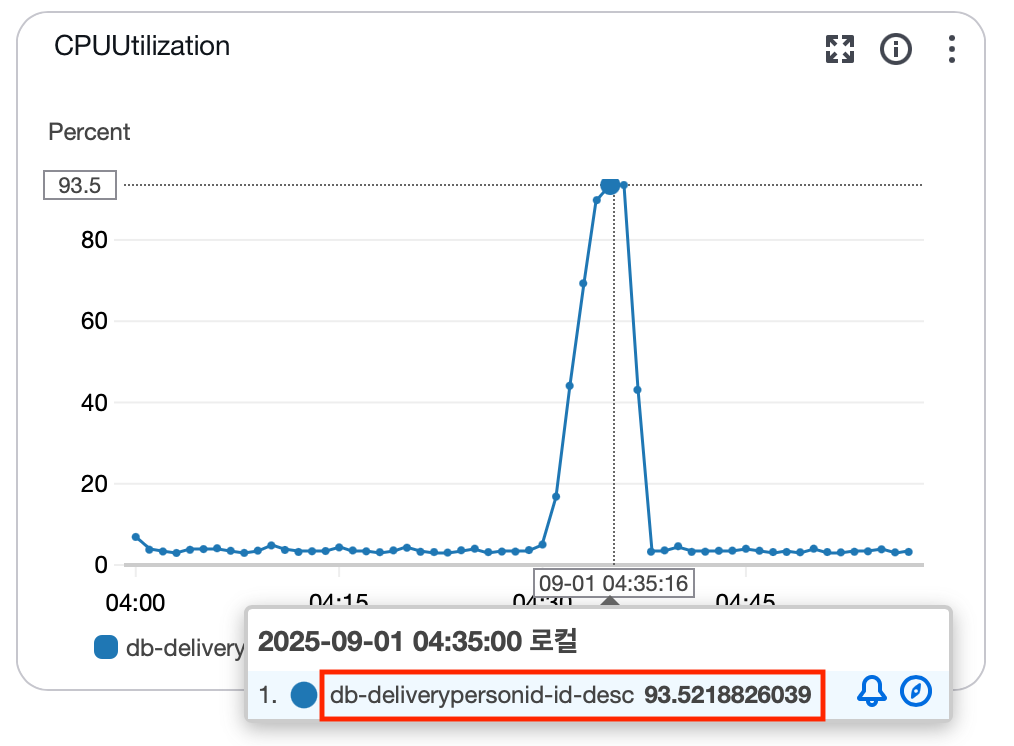 CPUUtilization
Percent
93.5
80
60
40
20
0
09-01 04:35:16
04:00 04:15 04:30 04:45
db-delivery
2025-09-01 04:35:00 로컬
1. db-deliverypersonid-id-desc 93.5218826039